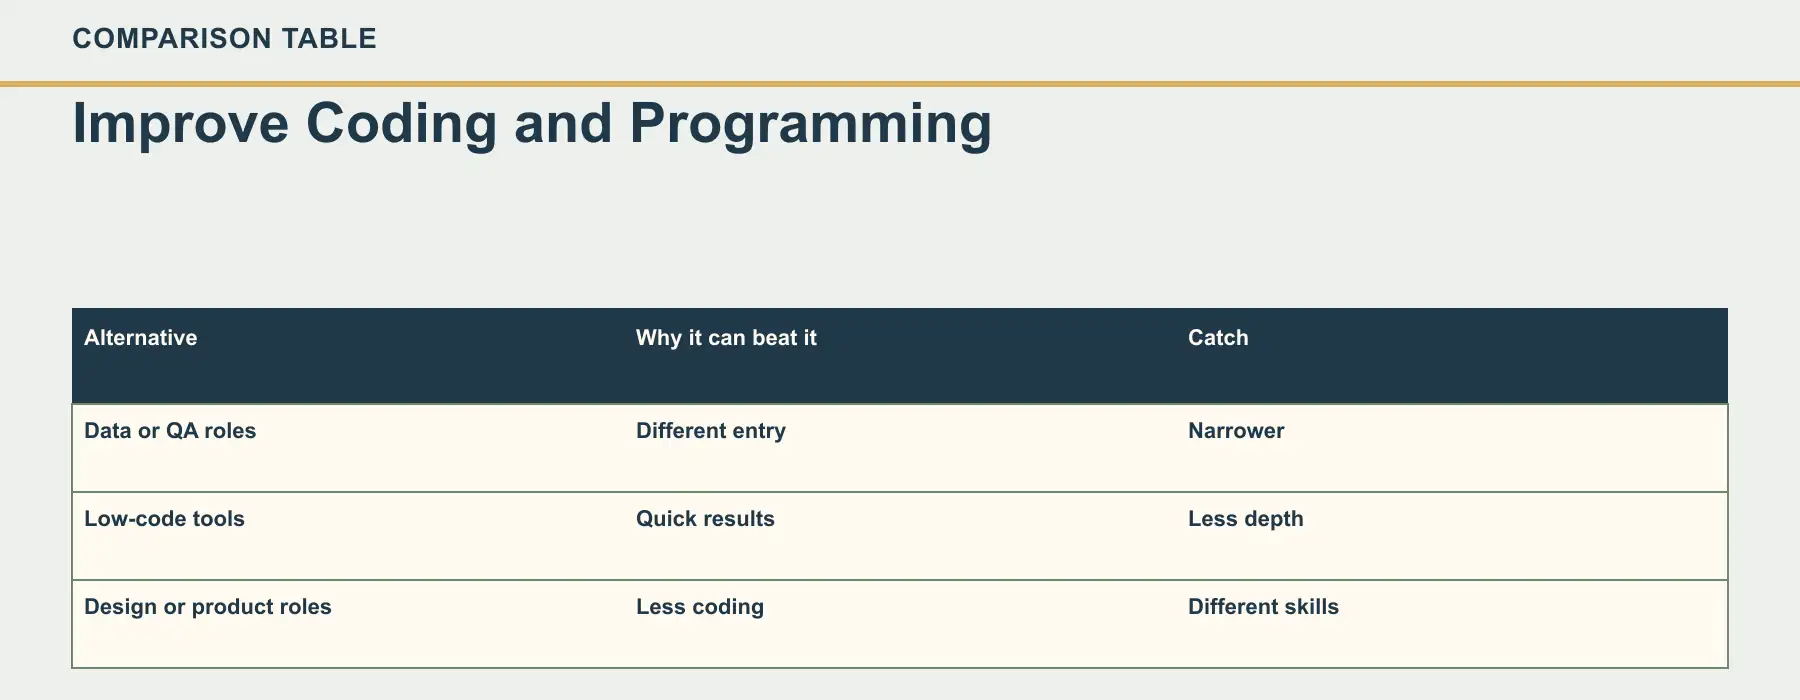 COMPARISON TABLE
Improve Coding and Programming
Alternative Why it can beat it Catch
Data or QA roles Different entry Narrower
Low-code tools Quick results Less depth
Design or product roles Less coding Different skills